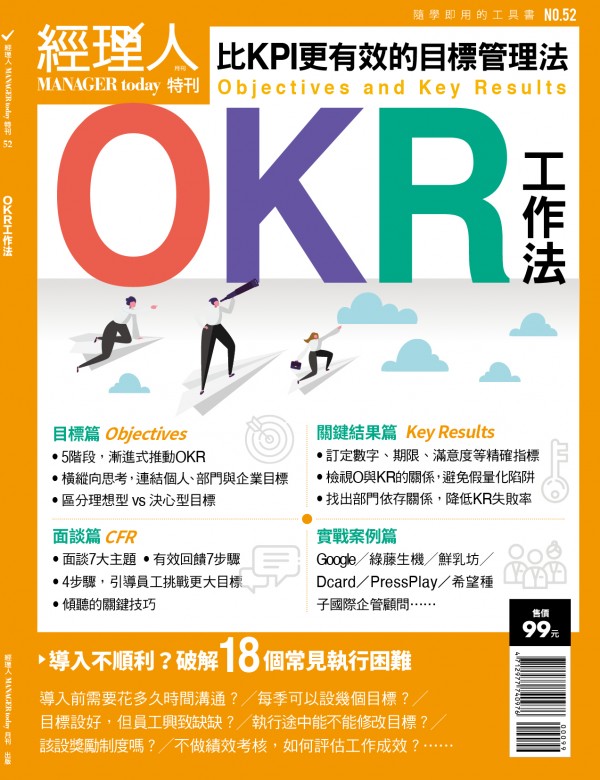 隨學即用的工具書 NO.52
經理人
月刊
MANAGER today 特刊
比KPI更有效的目標管理法
Objectives and Key Results
OKR
工作法
目標篇 Objectives
• 5階段，漸進式推動OKR
• 橫縱向思考，連結個人、部門與企業目標
• 區分理想型 vs 決心型目標
關鍵結果篇 Key Results
• 訂定數字、期限、滿意度等精確指標
• 檢視O與KR的關係，避免假量化陷阱
• 找出部門依存關係，降低KR失敗率
面談篇 CFR
• 面談7大主題 • 有效回饋7步驟
• 4步驟，引導員工挑戰更大目標
• 傾聽的關鍵技巧
實戰案例篇
Google／綠藤生機／鮮乳坊／
Dcard／PressPlay／希望種
子國際企管顧問……
售價
99元
導入不順利？破解18個常見執行困難
導入前需要花多久時間溝通？／每季可以設幾個目標？／
目標設好，但員工興致缺缺？／執行途中能不能修改目標？／
該設獎勵制度嗎？／不做績效考核，如何評估工作成效？……
4712977740976
00099
經理人 MANAGER today 特刊
52
OKR工作法
經理人 MANAGER today 月刊 出版